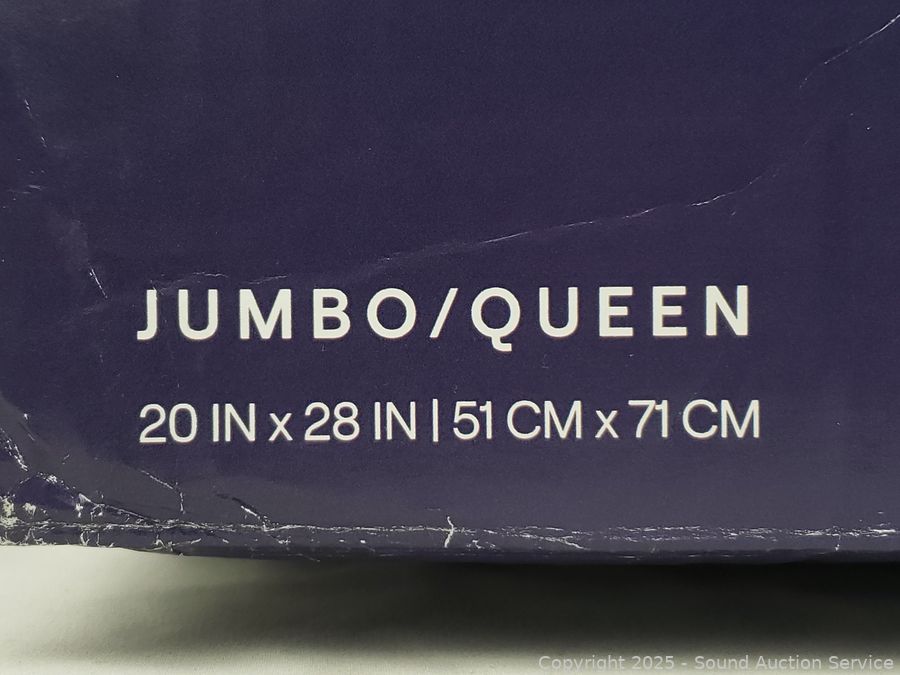 JUMBO/QUEEN
20 IN x 28 IN | 51 CM x 71 CM
Copyright 2025 - Sound Auction Service